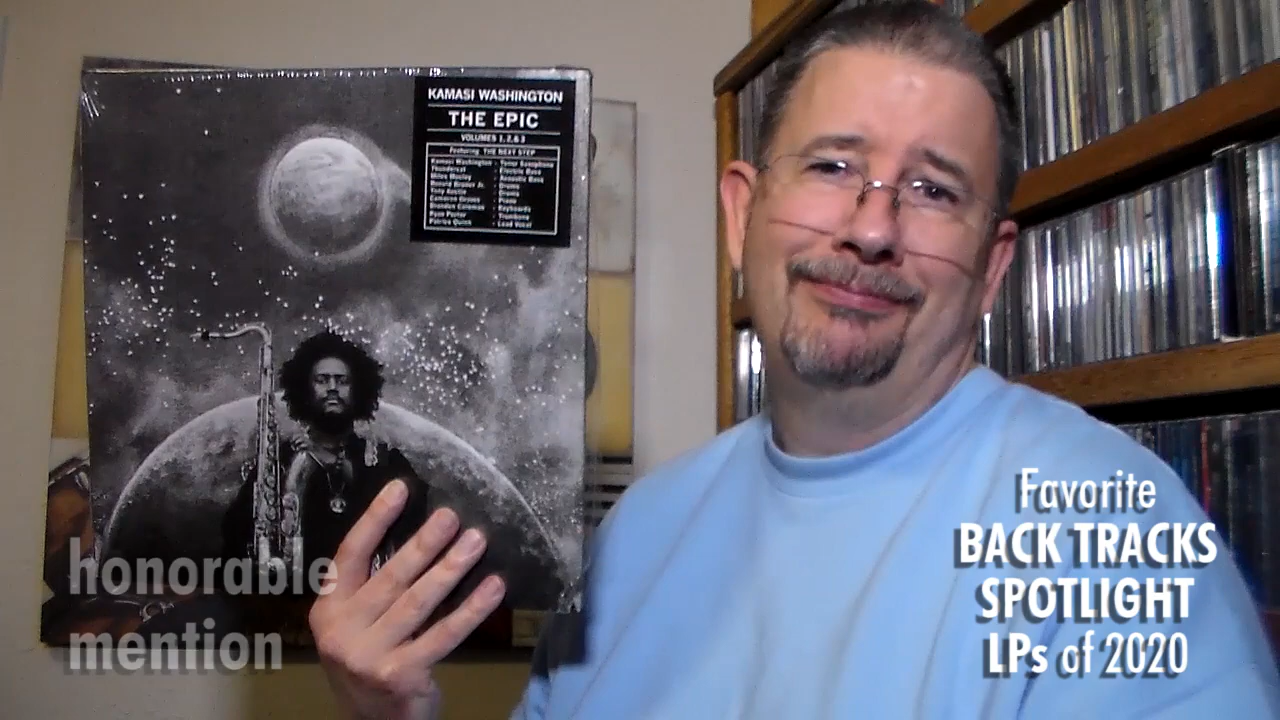 KAMASI WASHINGTON
THE EPIC
VOLUMES 1, 2, & 3
Featuring THE NEXT STEP
Kamasi Washington - Tenor Saxophone
Thundercat - Electric Bass
Miles Mosley - Acoustic Bass
Ronald Bruner Jr. - Drums
Tony Austin - Drums
Cameron Graves - Piano
Brandon Coleman - Keyboards
Ryan Porter - Trombone
Patrice Quinn - Lead Vocal
honorable
mention
Favorite
BACK TRACKS
SPOTLIGHT
LPs of 2020